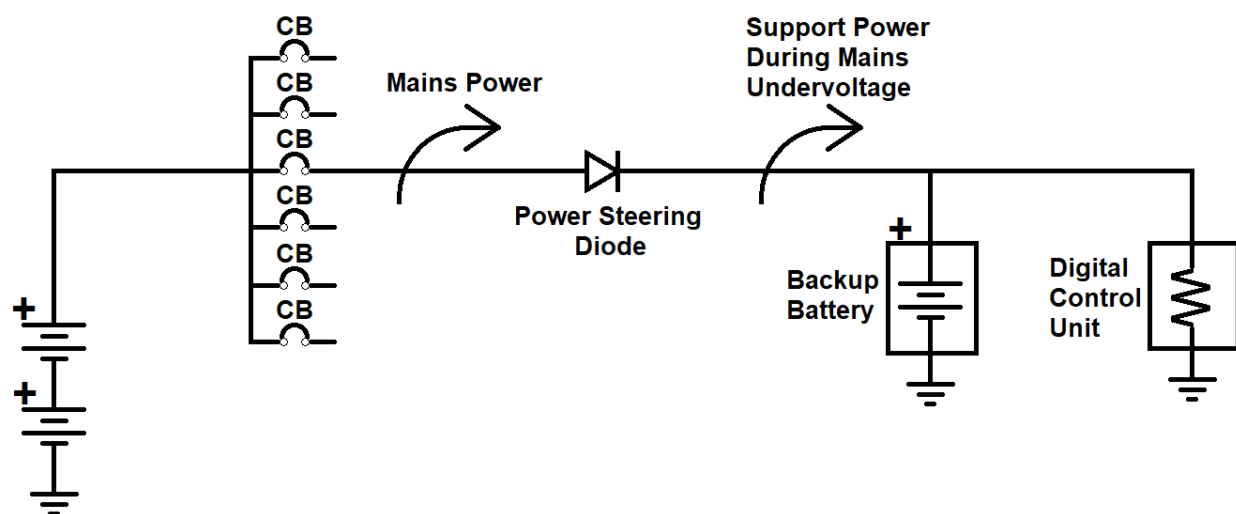 CB
CB
CB
CB
CB
CB
Mains Power
Support Power
During Mains
Undervoltage
Power Steering
Diode
+
Backup
Battery
Digital
Control
Unit
+
+